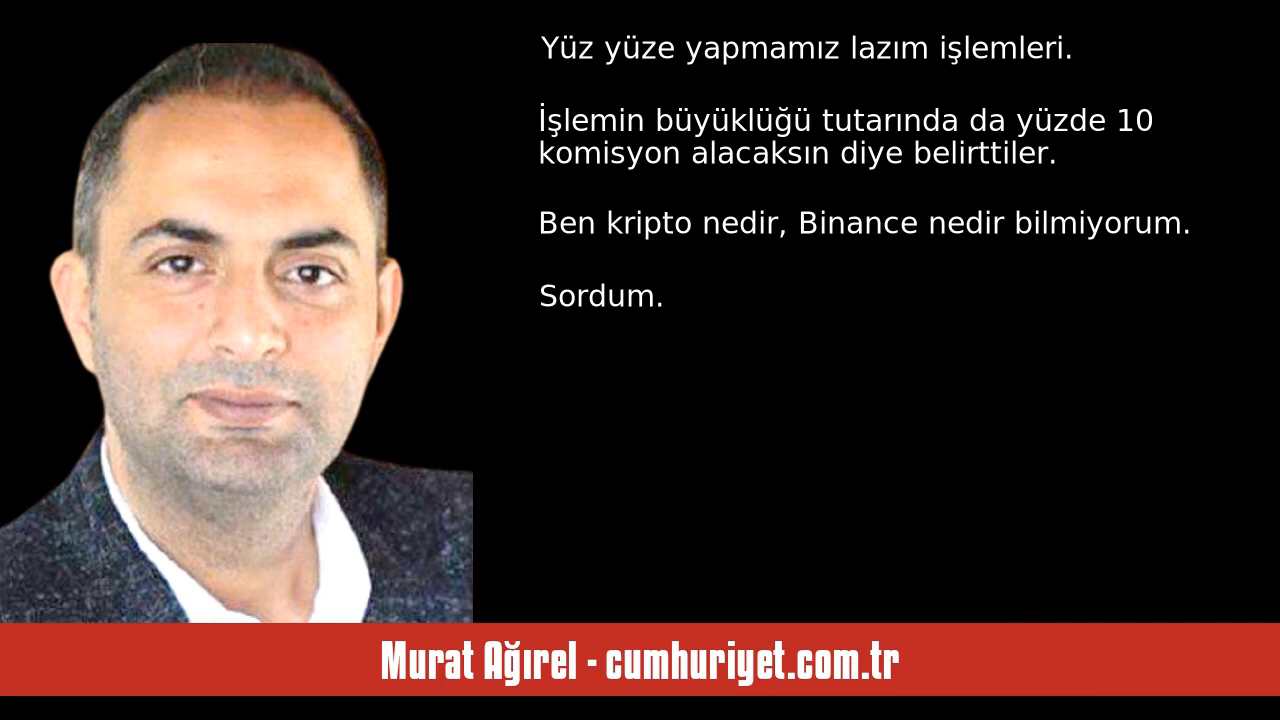 Yüz yüze yapmamız lazım işlemleri.
İşlemin büyüklüğü tutarında da yüzde 10
komisyon alacaksın diye belirttiler.
Ben kripto nedir, Binance nedir bilmiyorum.
Sordum.
Murat Ağırel - cumhuriyet.com.tr